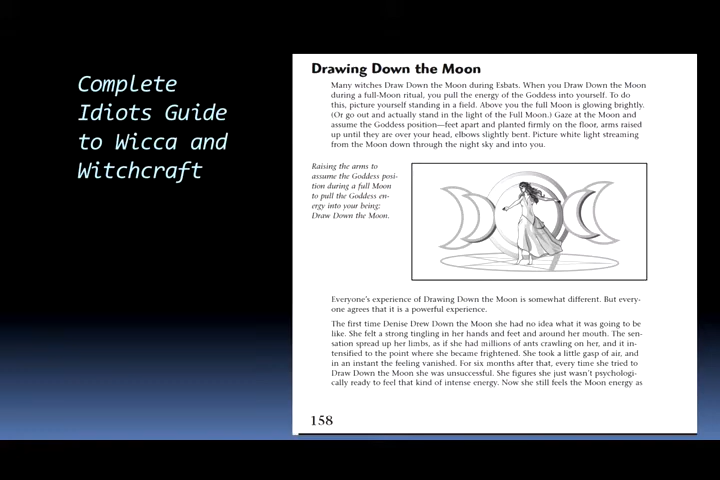 Complete
Idiots Guide
to Wicca and
Witchcraft
Drawing Down the Moon
Many witches Draw Down the Moon during Esbats. When you Draw Down the Moon
during a full-Moon ritual, you pull the energy of the Goddess into yourself. To do
this, picture yourself standing in a field. Above you the full Moon is glowing brightly.
(Or go out and actually stand in the light of the Full Moon.) Gaze at the Moon and
assume the Goddess position—feet apart and planted firmly on the floor, arms raised
up until they are over your head, elbows slightly bent. Picture white light streaming
from the Moon down through the night sky and into you.
Raising the arms to
assume the Goddess posi-
tion during a full Moon
to pull the Goddess en-
ergy into your being:
Draw Down the Moon.
Everyone's experience of Drawing Down the Moon is somewhat different. But every-
one agrees that it is a powerful experience.
The first time Denise Drew Down the Moon she had no idea what it was going to be
like. She felt a strong tingling in her hands and feet and around her mouth. The sen-
sation spread up her limbs, as if she had millions of ants crawling on her, and it in-
tensified to the point where she became frightened. She took a little gasp of air, and
in an instant the feeling vanished. For six months after that, every time she tried to
Draw Down the Moon she was unsuccessful. She figures she just wasn't psychologi-
cally ready to feel that kind of intense energy. Now she still feels the Moon energy as
158